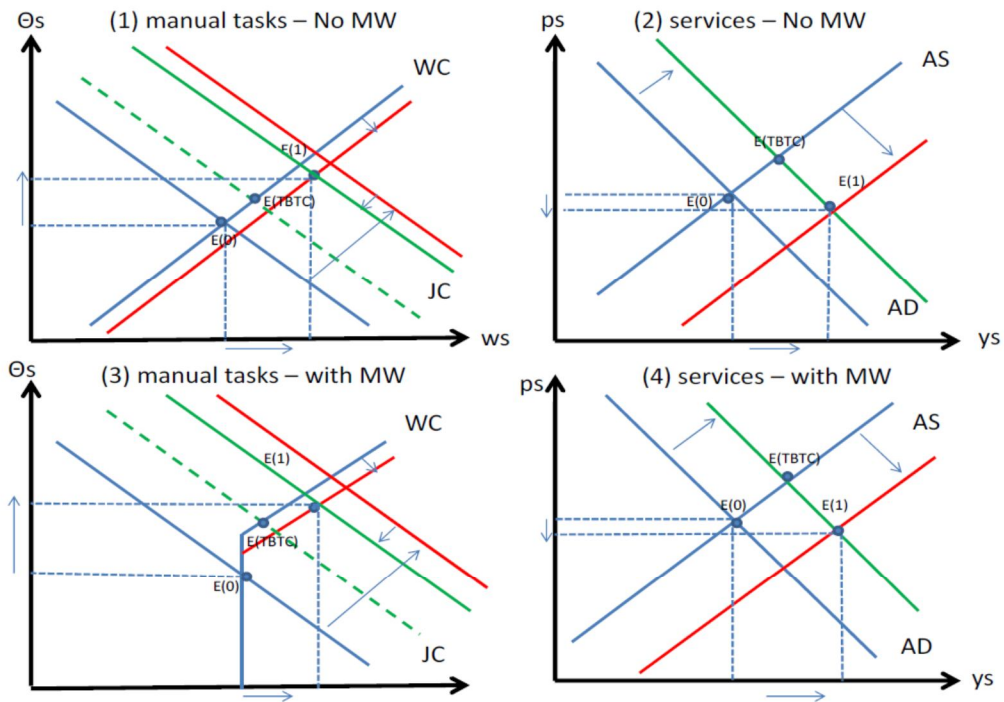 Θs
(1) manual tasks – No MW
WC
E(1)
E(TBTC)
E(0)
JC
ws
ps
(2) services – No MW
AS
E(TBTC)
E(1)
E(0)
AD
ys
Θs
(3) manual tasks – with MW
WC
E(1)
E(TBTC)
E(0)
JC
ps
(4) services – with MW
AS
E(TBTC)
E(0)
E(1)
AD
ys